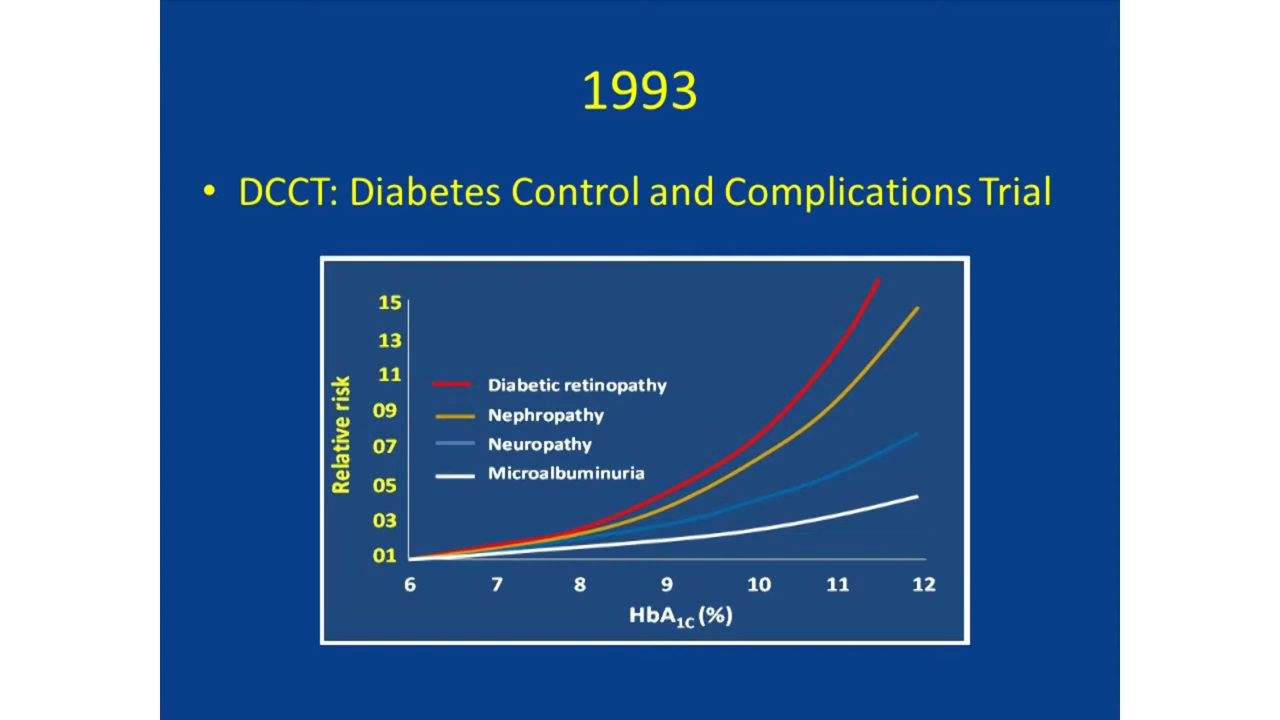 1993
• DCCT: Diabetes Control and Complications Trial
Relative risk
15
13
11
09
07
05
03
01
Diabetic retinopathy
Nephropathy
Neuropathy
Microalbuminuria
6 7 8 9 10 11 12
HbA1C (%)